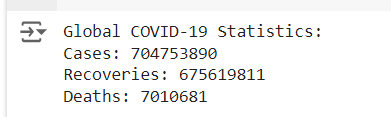 Global COVID-19 Statistics:
Cases: 704753890
Recoveries: 675619811
Deaths: 7010681